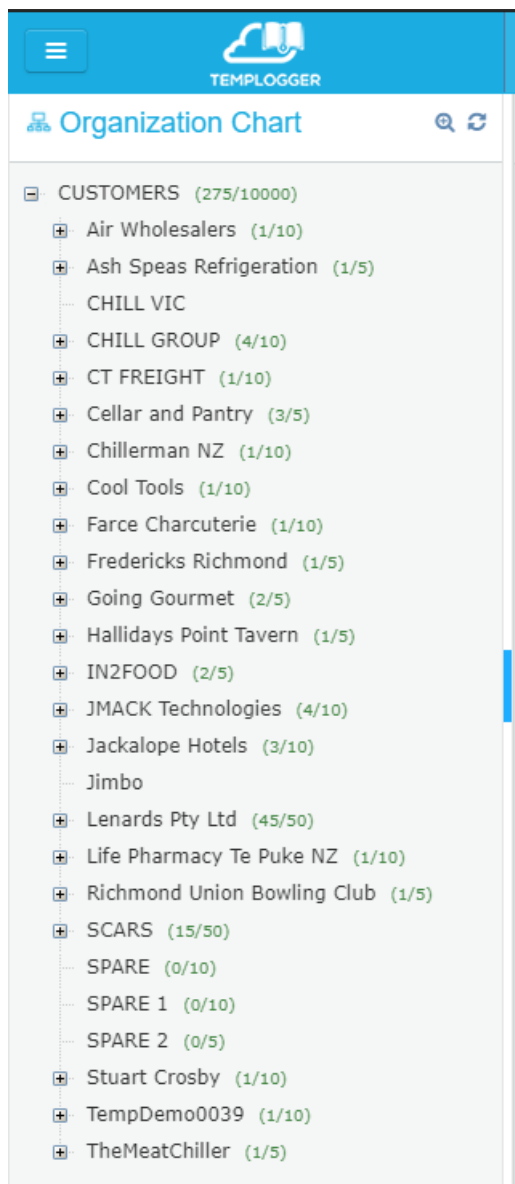 TEMPLOGGER
Organization Chart
CUSTOMERS (275/10000)
Air Wholesalers (1/10)
Ash Speas Refrigeration (1/5)
CHILL VIC
CHILL GROUP (4/10)
CT FREIGHT (1/10)
Cellar and Pantry (3/5)
Chillerman NZ (1/10)
Cool Tools (1/10)
Farce Charcuterie (1/10)
Fredericks Richmond (1/5)
Going Gourmet (2/5)
Hallidays Point Tavern (1/5)
IN2FOOD (2/5)
JMACK Technologies (4/10)
Jackalope Hotels (3/10)
Jimbo
Lenards Pty Ltd (45/50)
Life Pharmacy Te Puke NZ (1/10)
Richmond Union Bowling Club (1/5)
SCARS (15/50)
SPARE (0/10)
SPARE 1 (0/10)
SPARE 2 (0/5)
Stuart Crosby (1/10)
TempDemo0039 (1/10)
TheMeatChiller (1/5)